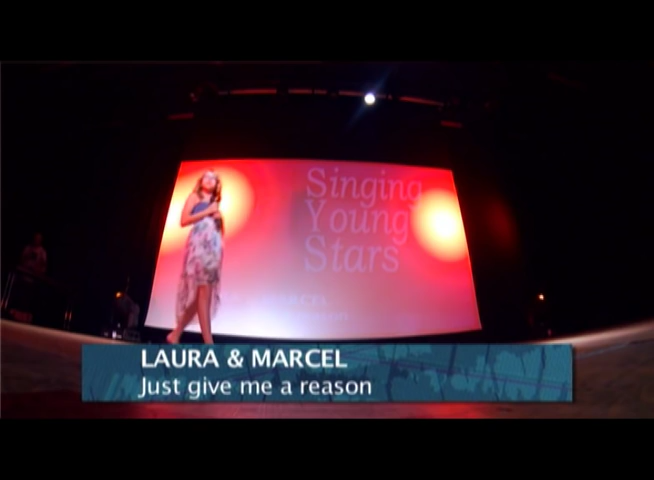 Singing
Young
Stars
LAURA & MARCEL
Just give me a reason